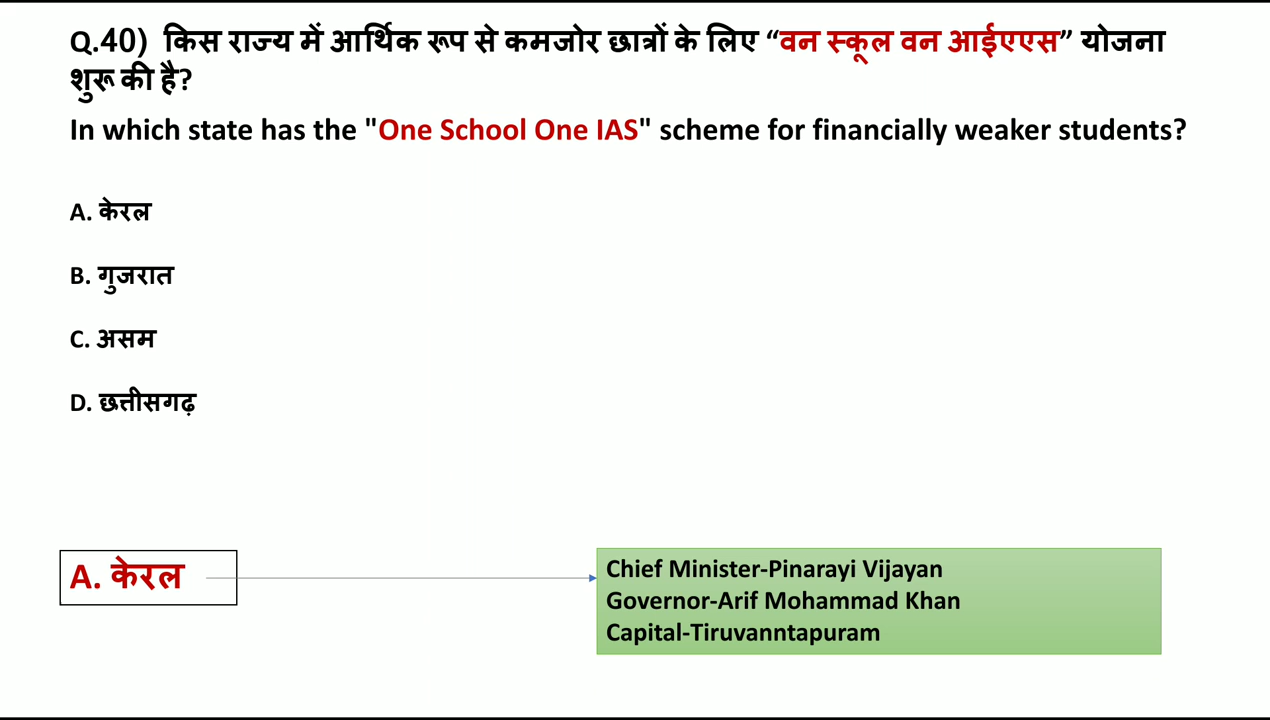 Q.40) किस राज्य में आर्थिक रूप से कमजोर छात्रों के लिए “वन स्कूल वन आईएएस” योजना
शुरू की है?
In which state has the "One School One IAS" scheme for financially weaker students?
A. केरल
B. गुजरात
C. असम
D. छत्तीसगढ़
A. केरल
Chief Minister-Pinarayi Vijayan
Governor-Arif Mohammad Khan
Capital-Tiruvanntapuram